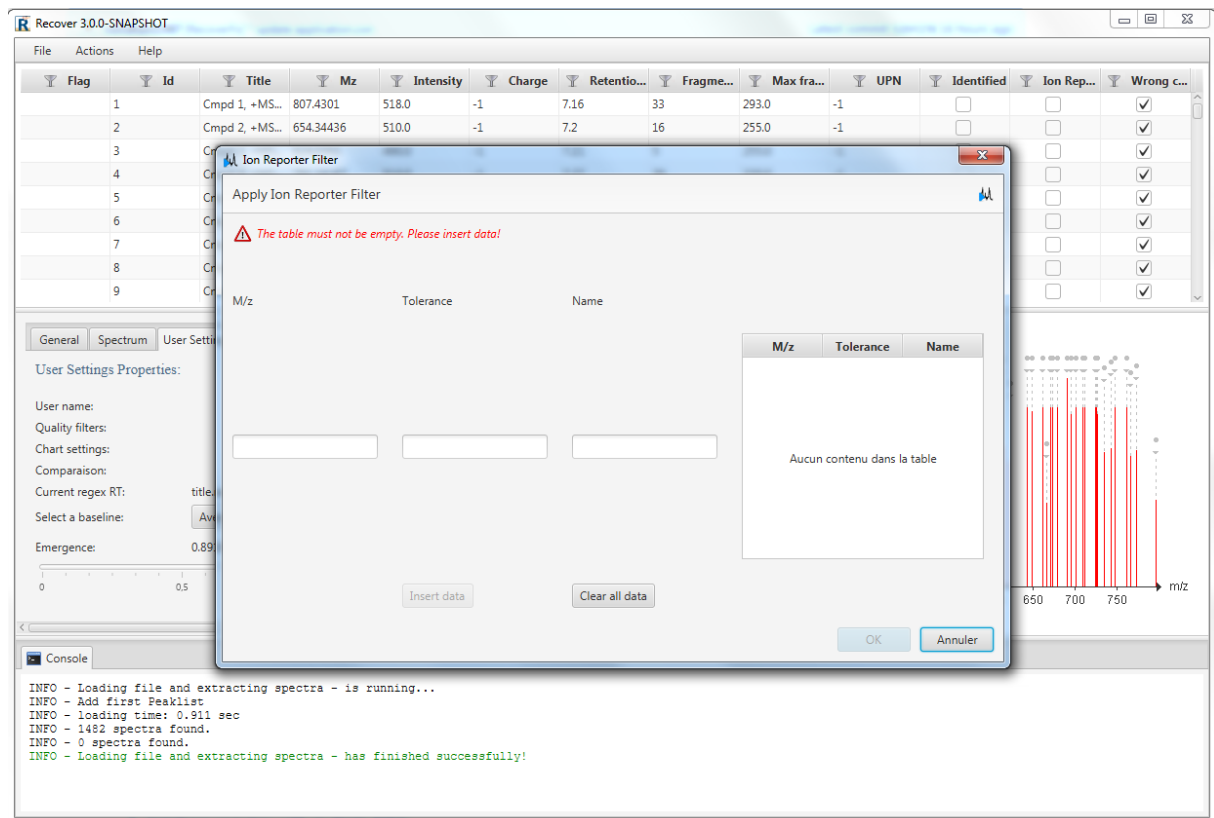 Recover 3.0.0-SNAPSHOT
File Actions Help
Flag Id Title Mz Intensity Charge Retentio... Fragme... Max fra... UPN Identified Ion Rep... Wrong c...
1 Cmpd 1, +MS... 807.4301 518.0 -1 7.16 33 293.0 -1
2 Cmpd 2, +MS... 654.34436 510.0 -1 7.2 16 255.0 -1
3
4
5
6
7
8
9
Ion Reporter Filter
Apply Ion Reporter Filter
The table must not be empty. Please insert data!
M/z Tolerance Name
M/z Tolerance Name
Aucun contenu dans la table
Insert data Clear all data
OK Annuler
General Spectrum User Setti
User Settings Properties:
User name:
Quality filters:
Chart settings:
Comparaison:
Current regex RT: title.
Select a baseline: Ave
Emergence: 0.89
0 0,5
650 700 750 m/z
Console
INFO - Loading file and extracting spectra - is running...
INFO - Add first Peaklist
INFO - loading time: 0.911 sec
INFO - 1482 spectra found.
INFO - 0 spectra found.
INFO - Loading file and extracting spectra - has finished successfully!